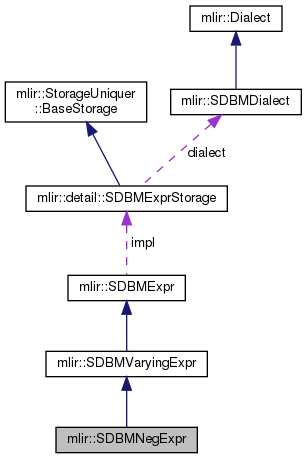 mlir::Dialect
mlir::StorageUniquer
::BaseStorage
mlir::SDBMDialect
dialect
mlir::detail::SDBMExprStorage
impl
mlir::SDBMExpr
mlir::SDBMVaryingExpr
mlir::SDBMNegExpr